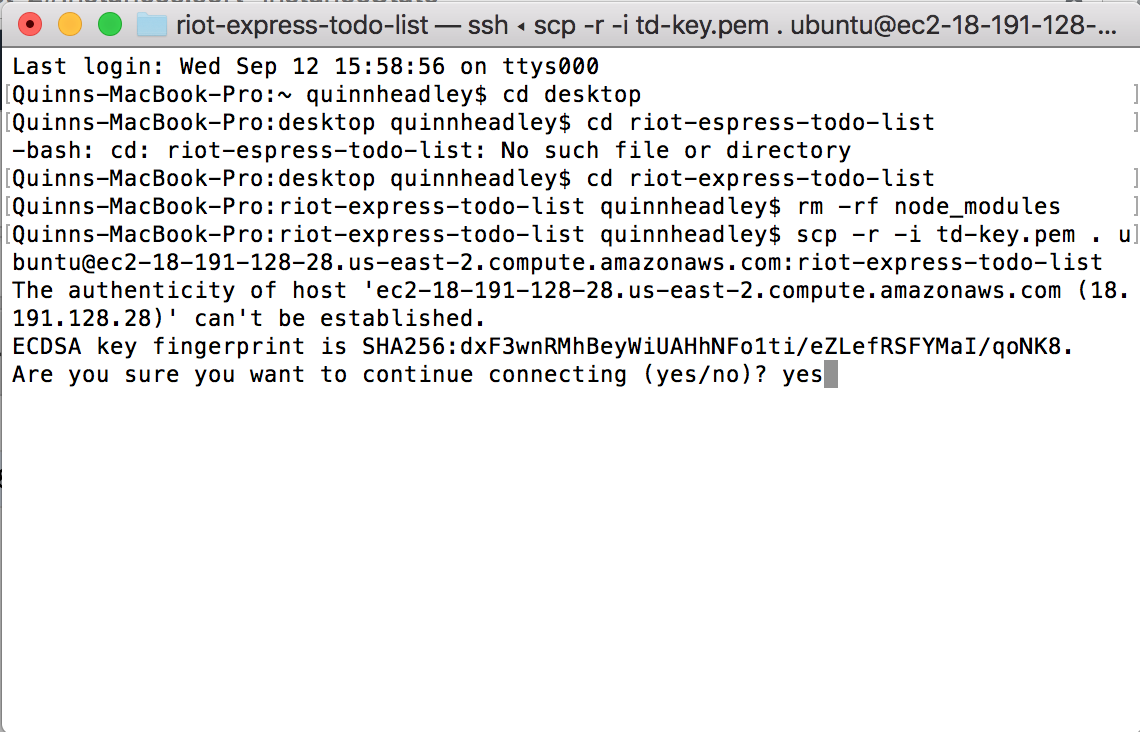 riot-express-todo-list — ssh ◂ scp -r -i td-key.pem . ubuntu@ec2-18-191-128-...
Last login: Wed Sep 12 15:58:56 on ttys000
[Quinns-MacBook-Pro:~ quinnheadley$ cd desktop ]
[Quinns-MacBook-Pro:desktop quinnheadley$ cd riot-espress-todo-list ]
-bash: cd: riot-espress-todo-list: No such file or directory
[Quinns-MacBook-Pro:desktop quinnheadley$ cd riot-express-todo-list ]
[Quinns-MacBook-Pro:riot-express-todo-list quinnheadley$ rm -rf node_modules ]
[Quinns-MacBook-Pro:riot-express-todo-list quinnheadley$ scp -r -i td-key.pem . u]
buntu@ec2-18-191-128-28.us-east-2.compute.amazonaws.com:riot-express-todo-list
The authenticity of host 'ec2-18-191-128-28.us-east-2.compute.amazonaws.com (18.
191.128.28)' can't be established.
ECDSA key fingerprint is SHA256:dxF3wnRMhBeyWiUAHhNFo1ti/eZLefRSFYMaI/qoNK8.
Are you sure you want to continue connecting (yes/no)? yes